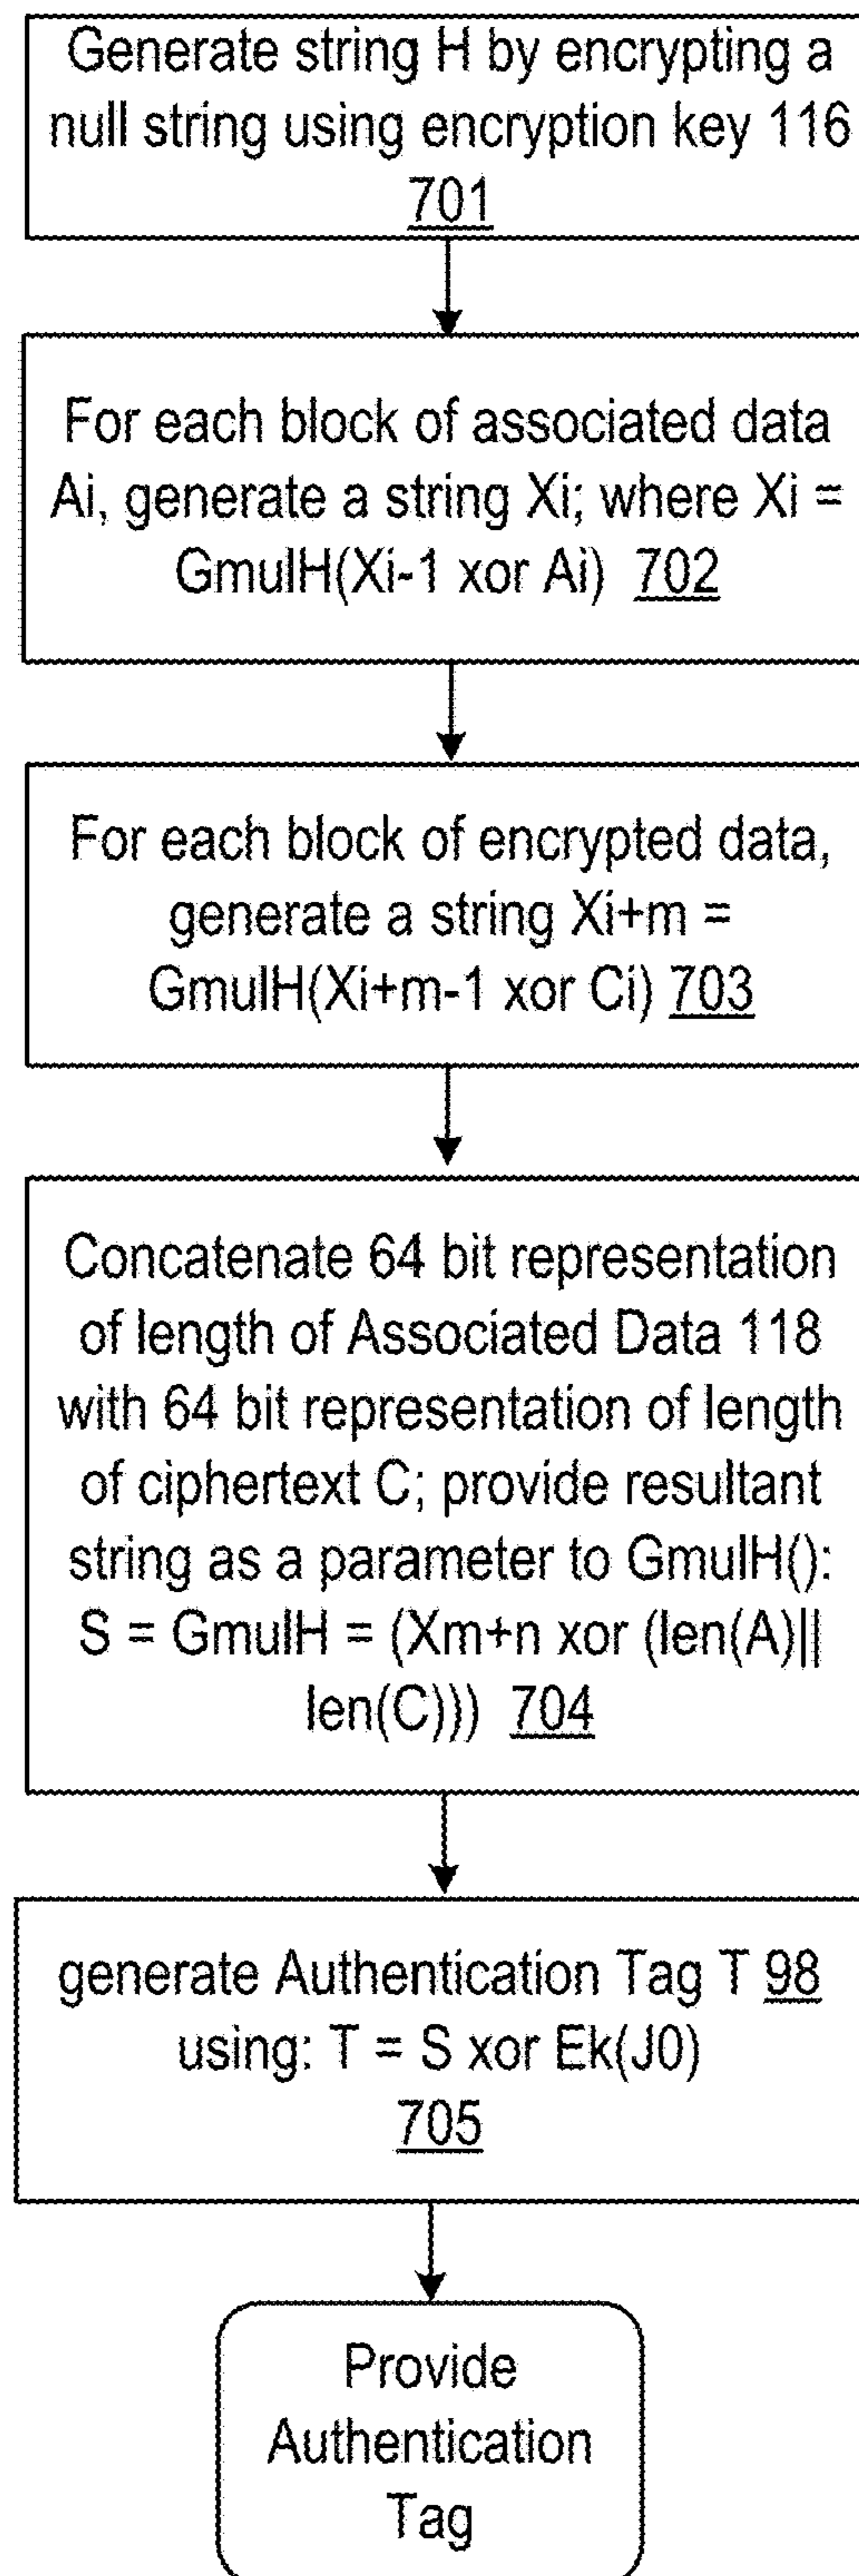 Generate string H by encrypting a
null string using encryption key 116
701
For each block of associated data
Ai, generate a string Xi; where Xi =
GmulH(Xi-1 xor Ai) 702
For each block of encrypted data,
generate a string Xi+m =
GmulH(Xi+m-1 xor Ci) 703
Concatenate 64 bit representation
of length of Associated Data 118
with 64 bit representation of length
of ciphertext C; provide resultant
string as a parameter to GmulH():
S = GmulH = (Xm+n xor (len(A)||
len(C))) 704
generate Authentication Tag T 98
using: T = S xor Ek(J0)
705
Provide
Authentication
Tag